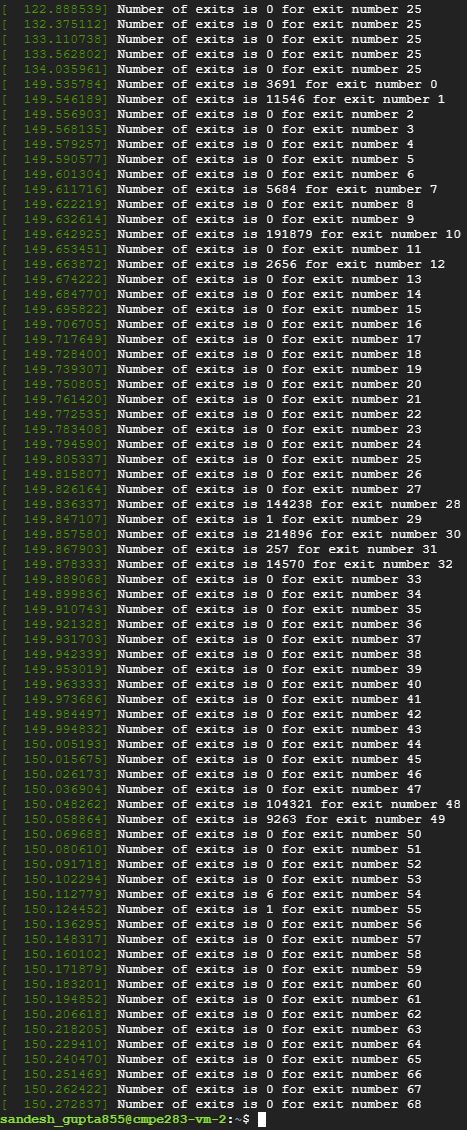 [  122.888539] Number of exits is 0 for exit number 25
[  132.375112] Number of exits is 0 for exit number 25
[  133.110738] Number of exits is 0 for exit number 25
[  133.562802] Number of exits is 0 for exit number 25
[  134.035961] Number of exits is 0 for exit number 25
[  149.535784] Number of exits is 3691 for exit number 0
[  149.546189] Number of exits is 11546 for exit number 1
[  149.556903] Number of exits is 0 for exit number 2
[  149.568135] Number of exits is 0 for exit number 3
[  149.579257] Number of exits is 0 for exit number 4
[  149.590577] Number of exits is 0 for exit number 5
[  149.601304] Number of exits is 0 for exit number 6
[  149.611716] Number of exits is 5684 for exit number 7
[  149.622219] Number of exits is 0 for exit number 8
[  149.632614] Number of exits is 0 for exit number 9
[  149.642925] Number of exits is 191879 for exit number 10
[  149.653451] Number of exits is 0 for exit number 11
[  149.663872] Number of exits is 2656 for exit number 12
[  149.674222] Number of exits is 0 for exit number 13
[  149.684770] Number of exits is 0 for exit number 14
[  149.695822] Number of exits is 0 for exit number 15
[  149.706705] Number of exits is 0 for exit number 16
[  149.717649] Number of exits is 0 for exit number 17
[  149.728400] Number of exits is 0 for exit number 18
[  149.739307] Number of exits is 0 for exit number 19
[  149.750805] Number of exits is 0 for exit number 20
[  149.761420] Number of exits is 0 for exit number 21
[  149.772535] Number of exits is 0 for exit number 22
[  149.783408] Number of exits is 0 for exit number 23
[  149.794590] Number of exits is 0 for exit number 24
[  149.805337] Number of exits is 0 for exit number 25
[  149.815807] Number of exits is 0 for exit number 26
[  149.826164] Number of exits is 0 for exit number 27
[  149.836337] Number of exits is 144238 for exit number 28
[  149.847107] Number of exits is 1 for exit number 29
[  149.857580] Number of exits is 214896 for exit number 30
[  149.867903] Number of exits is 257 for exit number 31
[  149.878333] Number of exits is 14570 for exit number 32
[  149.889068] Number of exits is 0 for exit number 33
[  149.899836] Number of exits is 0 for exit number 34
[  149.910743] Number of exits is 0 for exit number 35
[  149.921328] Number of exits is 0 for exit number 36
[  149.931703] Number of exits is 0 for exit number 37
[  149.942339] Number of exits is 0 for exit number 38
[  149.953019] Number of exits is 0 for exit number 39
[  149.963333] Number of exits is 0 for exit number 40
[  149.973686] Number of exits is 0 for exit number 41
[  149.984497] Number of exits is 0 for exit number 42
[  149.994832] Number of exits is 0 for exit number 43
[  150.005193] Number of exits is 0 for exit number 44
[  150.015675] Number of exits is 0 for exit number 45
[  150.026173] Number of exits is 0 for exit number 46
[  150.036904] Number of exits is 0 for exit number 47
[  150.048262] Number of exits is 104321 for exit number 48
[  150.058864] Number of exits is 9263 for exit number 49
[  150.069688] Number of exits is 0 for exit number 50
[  150.080610] Number of exits is 0 for exit number 51
[  150.091718] Number of exits is 0 for exit number 52
[  150.102294] Number of exits is 0 for exit number 53
[  150.112779] Number of exits is 6 for exit number 54
[  150.124452] Number of exits is 1 for exit number 55
[  150.136295] Number of exits is 0 for exit number 56
[  150.148317] Number of exits is 0 for exit number 57
[  150.160102] Number of exits is 0 for exit number 58
[  150.171879] Number of exits is 0 for exit number 59
[  150.183201] Number of exits is 0 for exit number 60
[  150.194852] Number of exits is 0 for exit number 61
[  150.206618] Number of exits is 0 for exit number 62
[  150.218205] Number of exits is 0 for exit number 63
[  150.229410] Number of exits is 0 for exit number 64
[  150.240470] Number of exits is 0 for exit number 65
[  150.251469] Number of exits is 0 for exit number 66
[  150.262422] Number of exits is 0 for exit number 67
[  150.272837] Number of exits is 0 for exit number 68
sandesh_gupta855@cmpe283-vm-2:~$